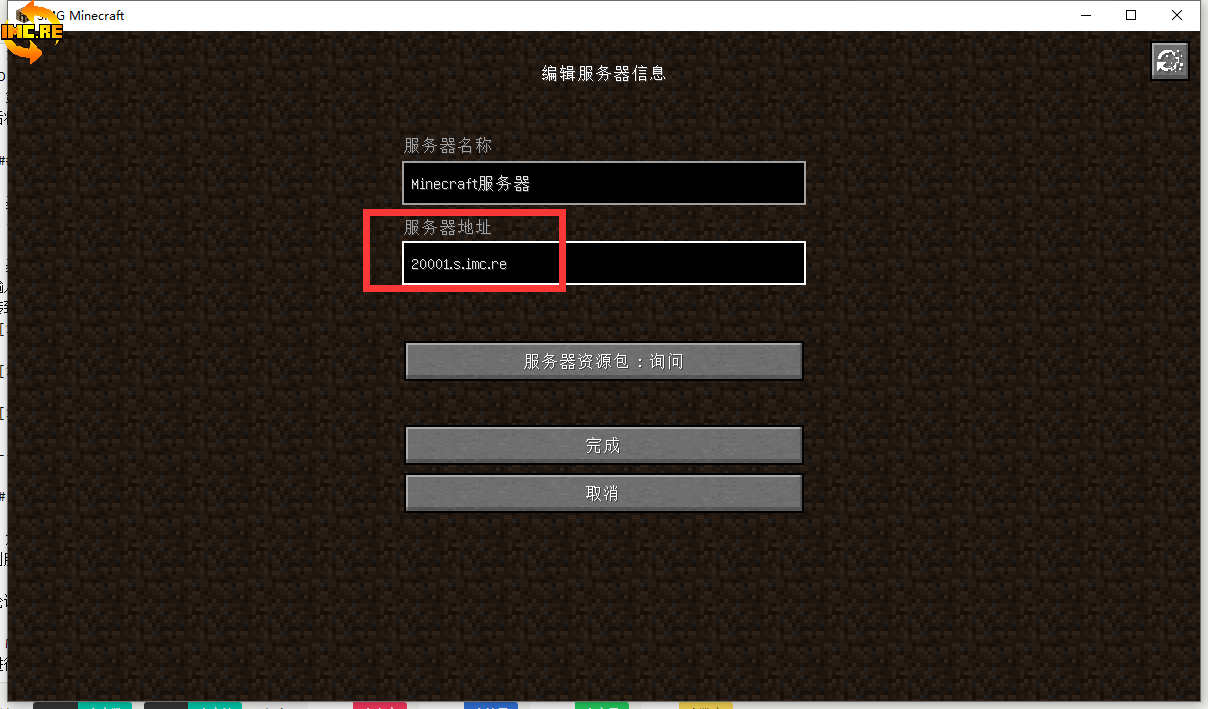 Minecraft
IMC.RE
编辑服务器信息
服务器名称
Minecraft服务器
服务器地址
20001.s.imc.re
服务器资源包：询问
完成
取消